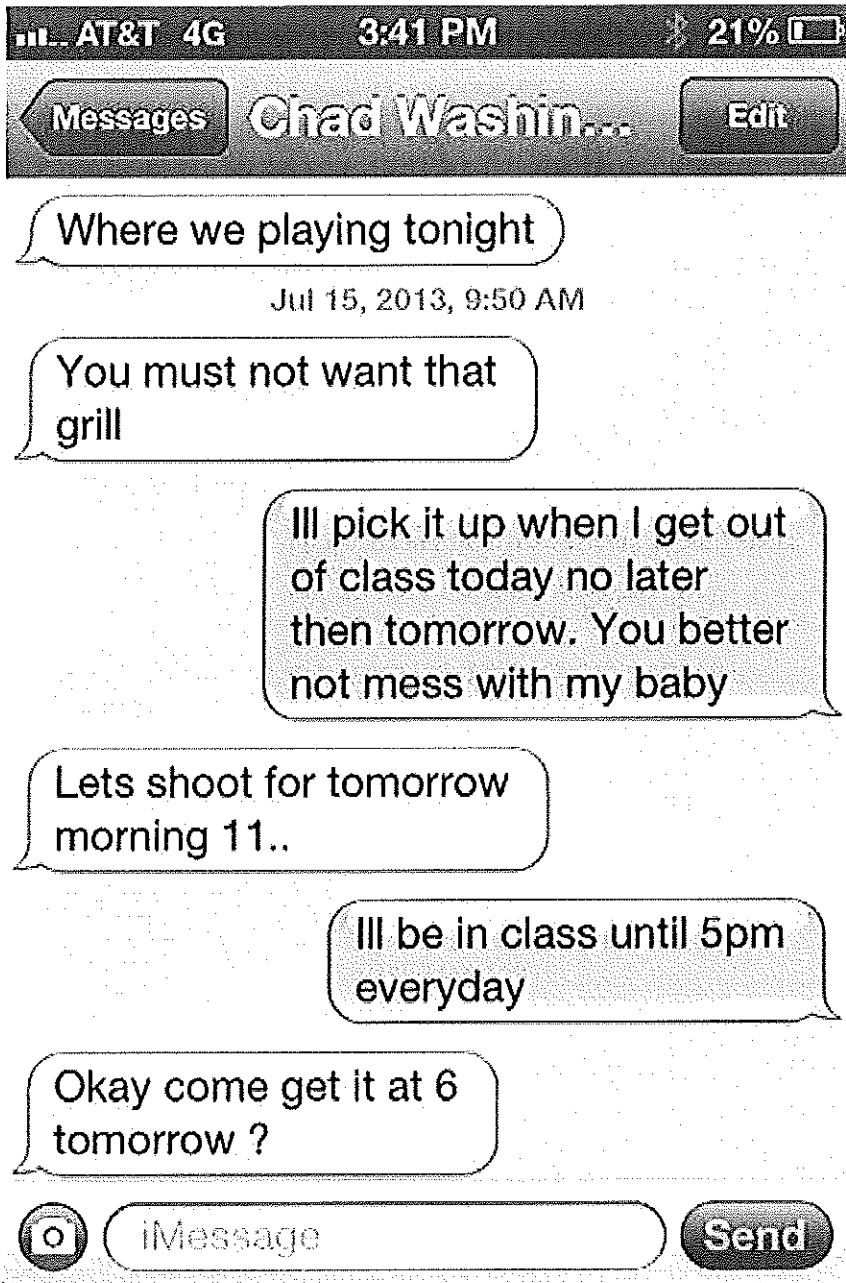 AT&T 4G 3:41 PM 21%
Messages Chad Washin... Edit
Where we playing tonight
Jul 15, 2013, 9:50 AM
You must not want that
grill
Ill pick it up when I get out
of class today no later
then tomorrow. You better
not mess with my baby
Lets shoot for tomorrow
morning 11..
Ill be in class until 5pm
everyday
Okay come get it at 6
tomorrow ?
iMessage Send